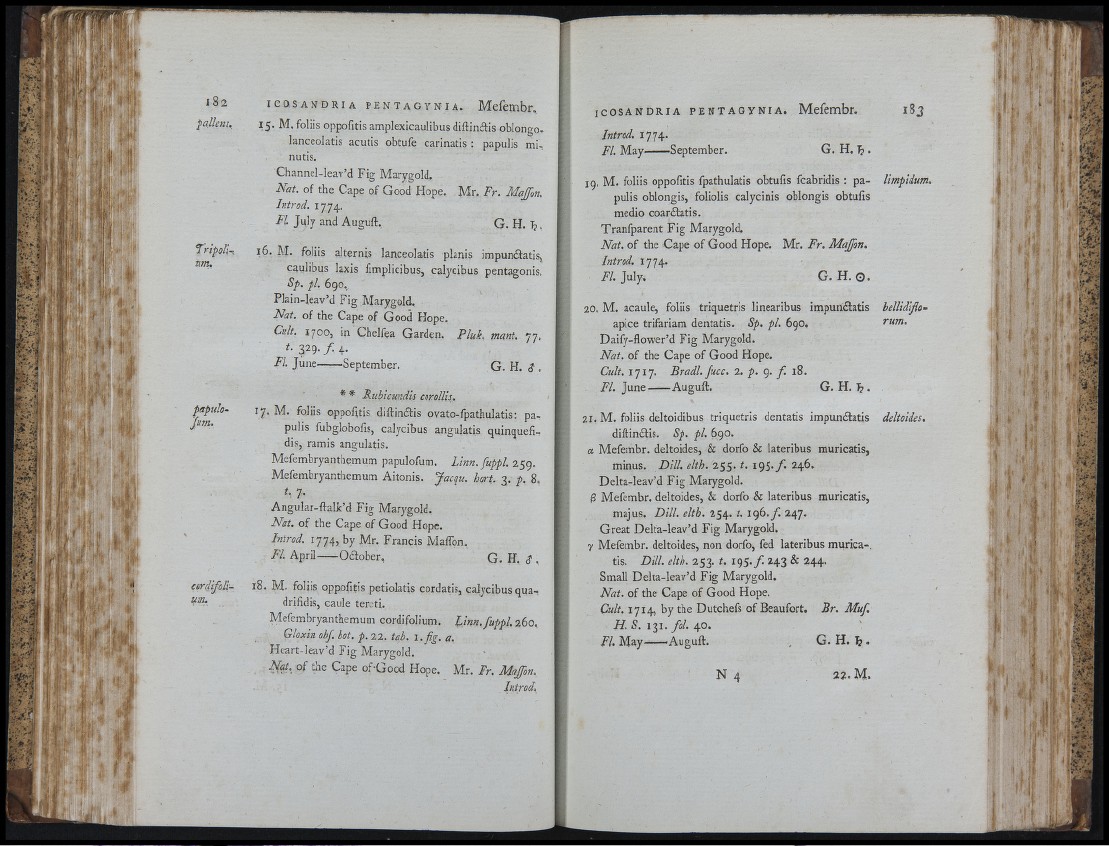 182 ICOSANDRIA PENTAGYNIA. Mesembr.
pallens. 15. M. foliis oppositis amplexicaulibus distinctis oblongo-
lanceolatis acutis obtuse carinatis : papulis mi-
nutis.
Channel-leav'd Fig Marygold.
Nat. of the Cape of Good Hope. Mr. Fr. Masson.
Introd. 1774.
Fl. July and August. G. H. ♄.
Tripoli- 16. M. foliis alternis lanceolatis planis impunctatis,
um. caulibus laxis simplicibus, calycibus pentagonis.
Sp. pl. 690.
Plain-leav'd Fig Marygold.
Nat. of the Cape of Good Hope.
Cult. 1700, in Chelsea Garden. Pluk. mant. 77.
t. 329. f. 4.
Fl. June——September. G. H. ♂.
** Rubicundis corollis.
papulo- 17. M. foliis oppositis distinctis ovato-spathulatis: pa-
sum. pulis subglobosis, calycibus angulatis quinquefi-
dis, ramis angulatis.
Mesembryanthemum papulosum. Linn. suppl. 259.
Mesembryanthemum Aitonis. Jacqu. hort. 3. p. 8.
t. 7.
Angular-stalk'd Fig Marygold.
Nat. of the Cape of Good Hope.
Introd. 1774, by Mr. Francis Masson.
Fl. April——October. G. H. ♂.
cordifoli- 18. M. foliis oppositis petiolatis cordatis, calycibus qua-
um. drifidis, caule tereti.
Mesembryanthemum cordifolium. Linn. suppl. 260.
Gloxin obs. bot. p. 22. tab. 1. fig. a.
Heart-leav'd Fig Marygold.
Nat. of the Cape of Good Hope. Mr. Fr. Masson.
Introd.
ICOSANDRIA PENTAGYNIA. Mesembr. 183
Introd. 1774.
Fl. May——September. G. H. ♄.
19. M. foliis oppositis spathulatis obtusis scabridis : pa- limpidum.
pulis oblongis, foliolis calycinis oblongis obtusis
medio coarctatis.
Transparent Fig Marygold.
Nat. of the Cape of Good Hope. Mr. Fr. Masson.
Introd. 1774.
Fl. July. G. H. ☉.
20. M. acaule, foliis triquetris linearibus impunctatis bellidiflo-
apice trifariam dentatis. Sp. pl. 690. rum.
Daisy-flower'd Fig Marygold.
Nat. of the Cape of Good Hope.
Cult. 1717. Bradl. succ. 2. p. 9. f. 18.
Fl. June——August. G. H. ♄.
21. M. foliis deltoidibus triquetris dentatis impunctatis deltoides.
distinctis. Sp. pl. 690.
α Mesembr. deltoides, & dorso & lateribus muricatis,
minus. Dill. elth. 255. t. 195. f. 246.
Delta-leav'd Fig Marygold.
β Mesembr. deltoides, & dorso & lateribus muricatis,
majus. Dill. elth. 254. t. 196. f. 247.
Great Delta-leav'd Fig Marygold.
γ Mesembr. deltoides, non dorso, sed lateribus murica-
tis. Dill. elth. 253. t. 195. f. 243 & 244.
Small Delta-leav'd Fig Marygold.
Nat. of the Cape of Good Hope.
Cult. 1714, by the Dutchess of Beaufort. Br. Mus.
H. S. 131. fol. 40.
Fl. May——August. G. H. ♄.
N 4 22. M.